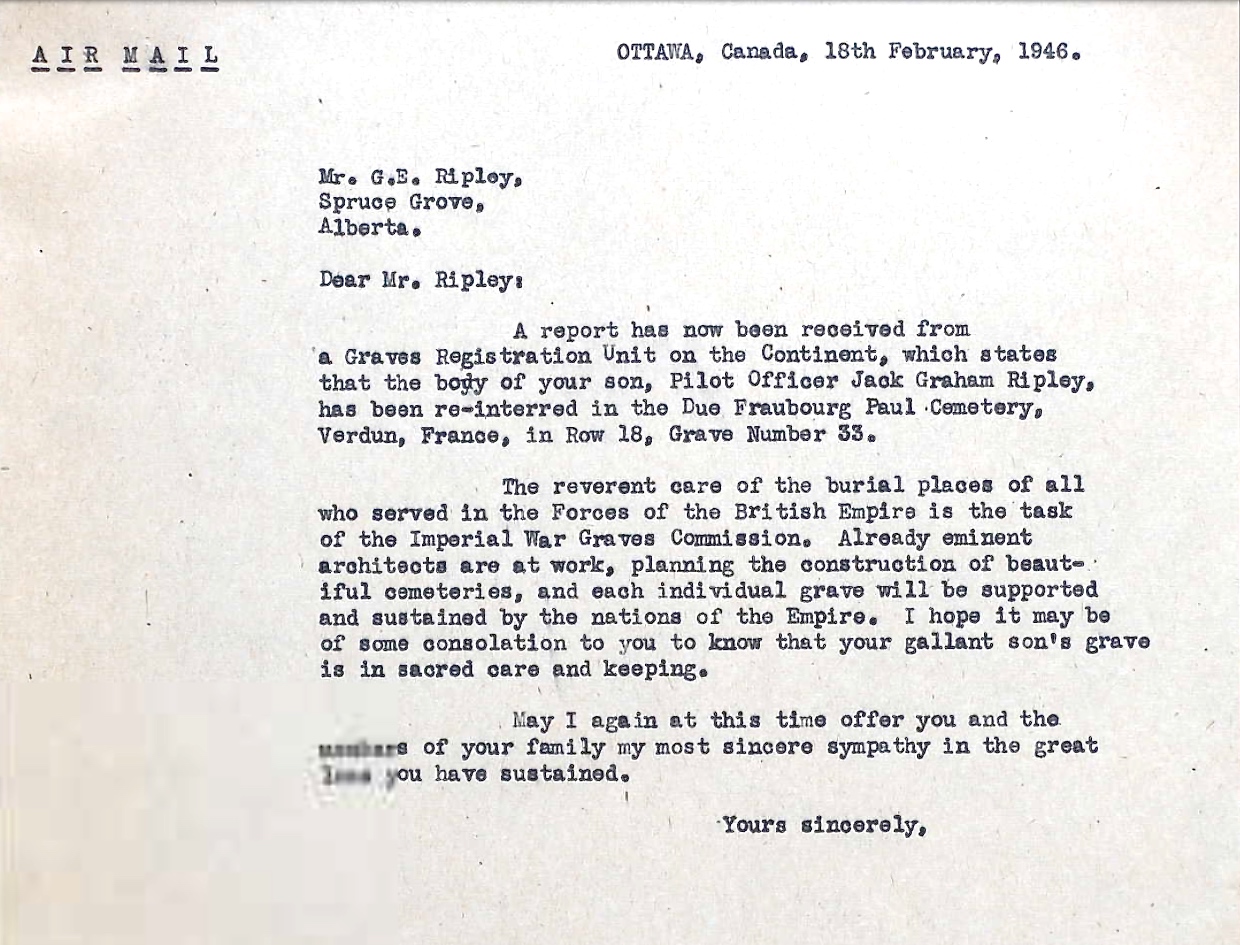 AIR MAIL
OTTAWA, Canada, 18th February, 1946.
Mr. G.E. Ripley,
Spruce Grove,
Alberta.
Dear Mr. Ripley:
A report has now been received from
a Graves Registration Unit on the Continent, which states
that the body of your son, Pilot Officer Jack Graham Ripley,
has been re-interred in the Due Fraubourg Paul Cemetery,
Verdun, France, in Row 18, Grave Number 33.
The reverent care of the burial places of all
who served in the Forces of the British Empire is the task
of the Imperial War Graves Commission. Already eminent
architects are at work, planning the construction of beaut-
iful cemeteries, and each individual grave will be supported
and sustained by the nations of the Empire. I hope it may be
of some consolation to you to know that your gallant son's grave
is in sacred care and keeping.
May I again at this time offer you and the
of your family my most sincere sympathy in the great
you have sustained.
Yours sincerely,